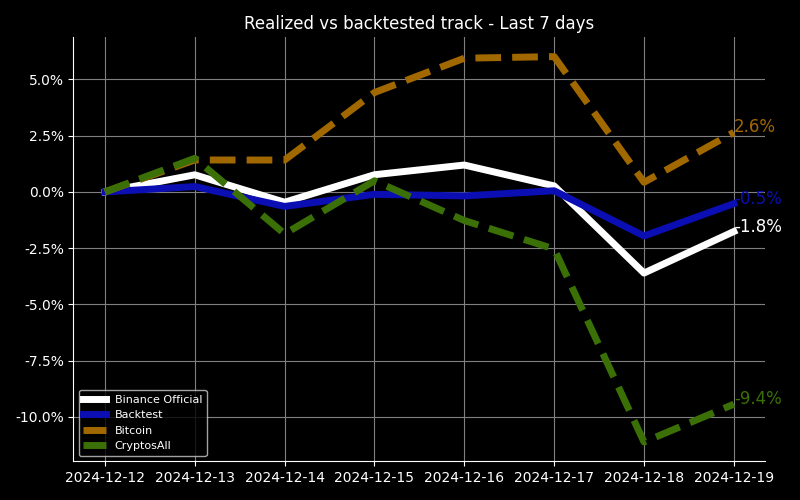 Realized vs backtested track - Last 7 days
5.0%
2.5%
0.0%
-2.5%
-5.0%
-7.5%
-10.0%
2.6%
-0.5%
-1.8%
-9.4%
Binance Official
Backtest
Bitcoin
CryptosAll
2024-12-12 2024-12-13 2024-12-14 2024-12-15 2024-12-16 2024-12-17 2024-12-18 2024-12-19